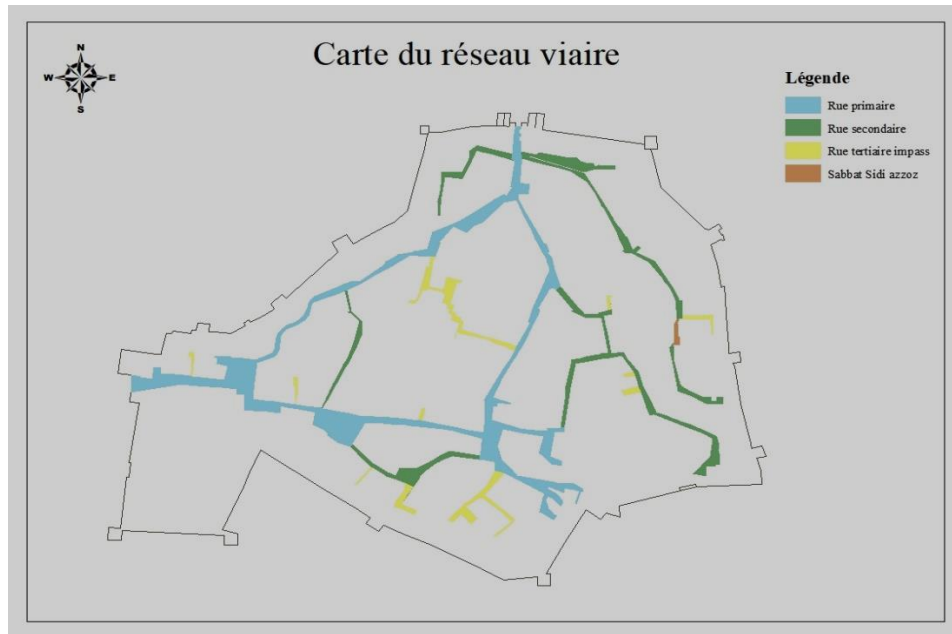 Carte du réseau viaire
N
W E
S
Légende
Rue primaire
Rue secondaire
Rue tertiaire impass
Sabbat Sidi azzoz